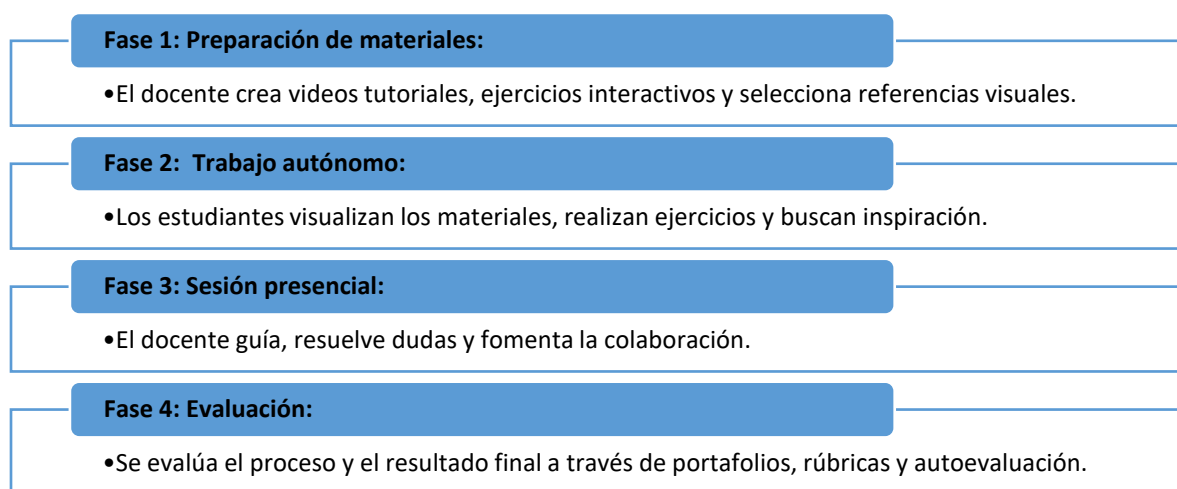 Fase 1: Preparación de materiales:
•El docente crea videos tutoriales, ejercicios interactivos y selecciona referencias visuales.
Fase 2:  Trabajo autónomo:
•Los estudiantes visualizan los materiales, realizan ejercicios y buscan inspiración.
Fase 3: Sesión presencial:
•El docente guía, resuelve dudas y fomenta la colaboración.
Fase 4: Evaluación:
•Se evalúa el proceso y el resultado final a través de portafolios, rúbricas y autoevaluación.